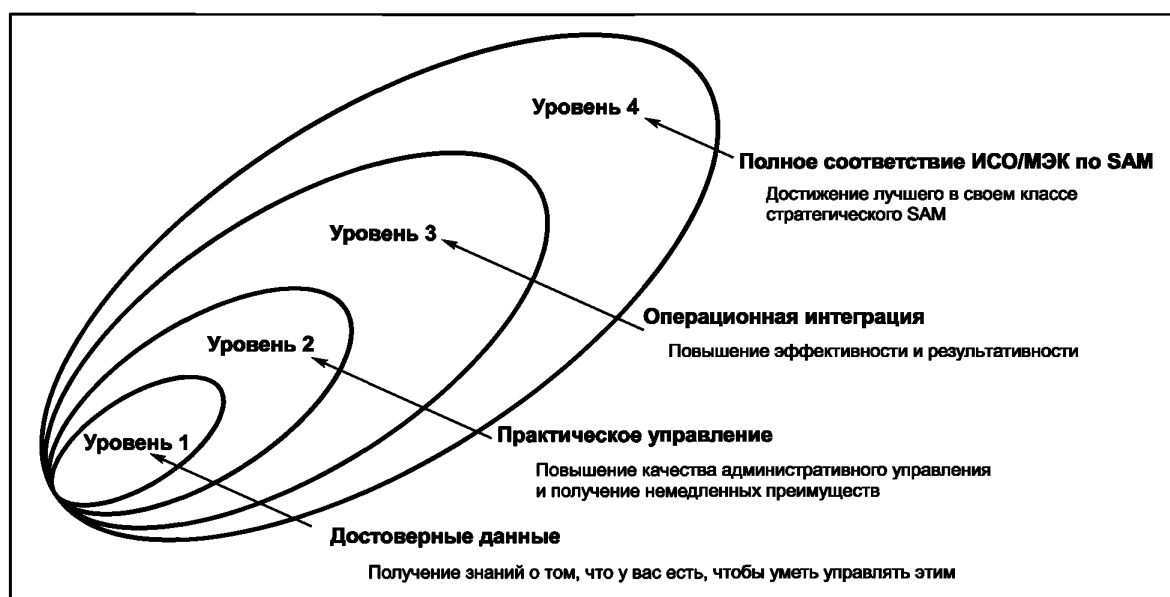 Уровень 4
Полное соответствие ИСО/МЭК по SAM
Достижение лучшего в своем классе
стратегического SAM
Уровень 3
Операционная интеграция
Повышение эффективности и результативности
Уровень 2
Практическое управление
Повышение качества административного управления
и получение немедленных преимуществ
Уровень 1
Достоверные данные
Получение знаний о том, что у вас есть, чтобы уметь управлять этим